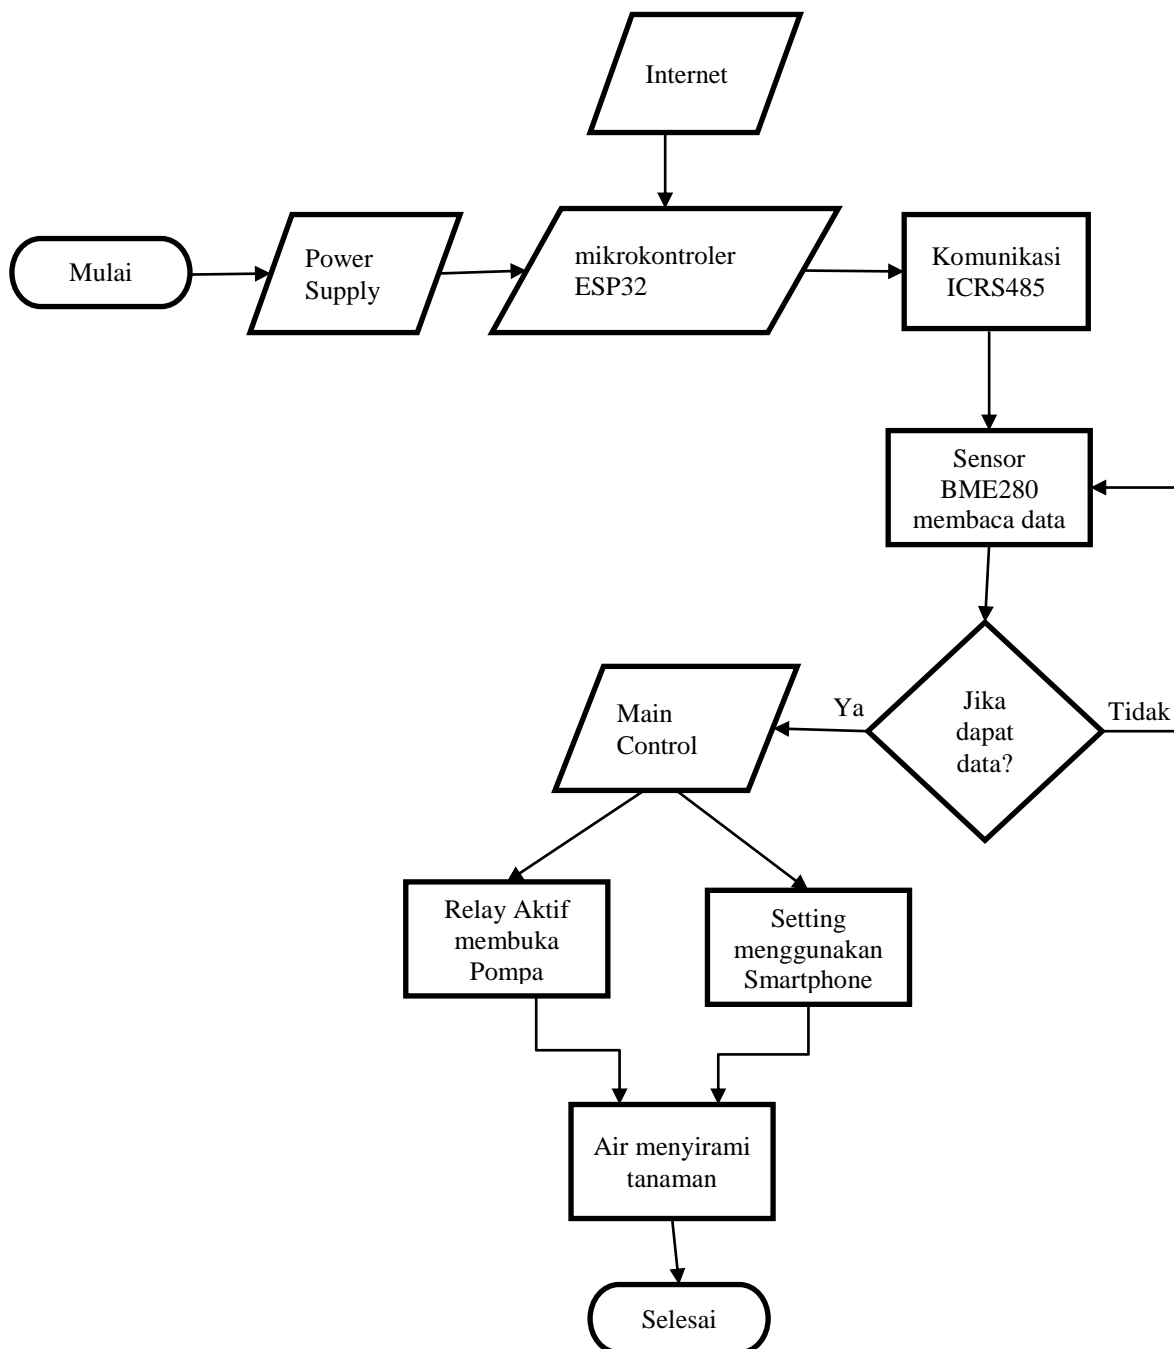 Internet
Mulai
Power
Supply
mikrokontroler
ESP32
Komunikasi
ICRS485
Sensor
BME280
membaca data
Jika
dapat
data?
Ya
Tidak
Main
Control
Relay Aktif
membuka
Pompa
Setting
menggunakan
Smartphone
Air menyirami
tanaman
Selesai